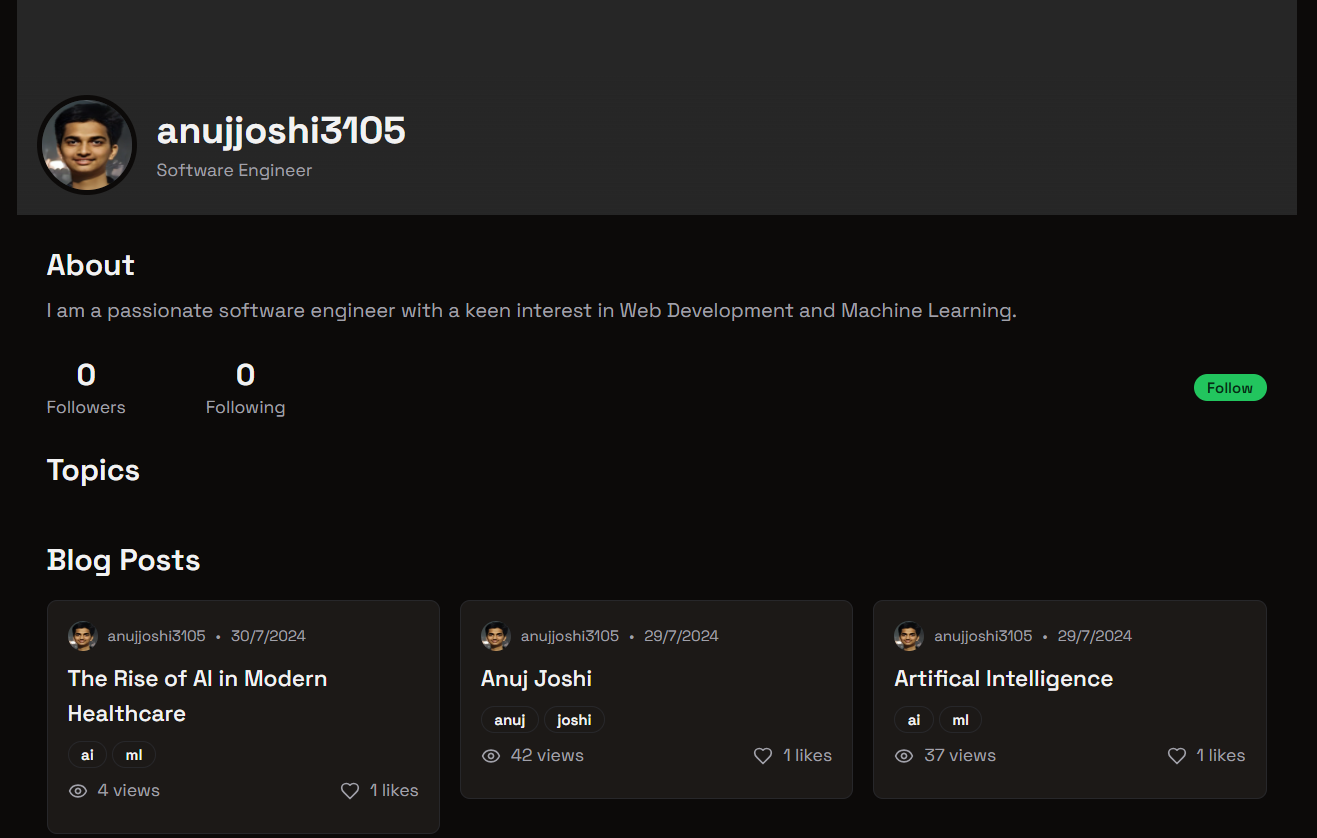 anujjoshi3105
Software Engineer
About
I am a passionate software engineer with a keen interest in Web Development and Machine Learning.
0 0
Followers Following
Follow
Topics
Blog Posts
anujjoshi3105 • 30/7/2024
The Rise of AI in Modern
Healthcare
ai ml
4 views 1 likes
anujjoshi3105 • 29/7/2024
Anuj Joshi
anuj joshi
42 views 1 likes
anujjoshi3105 • 29/7/2024
Artifical Intelligence
ai ml
37 views 1 likes